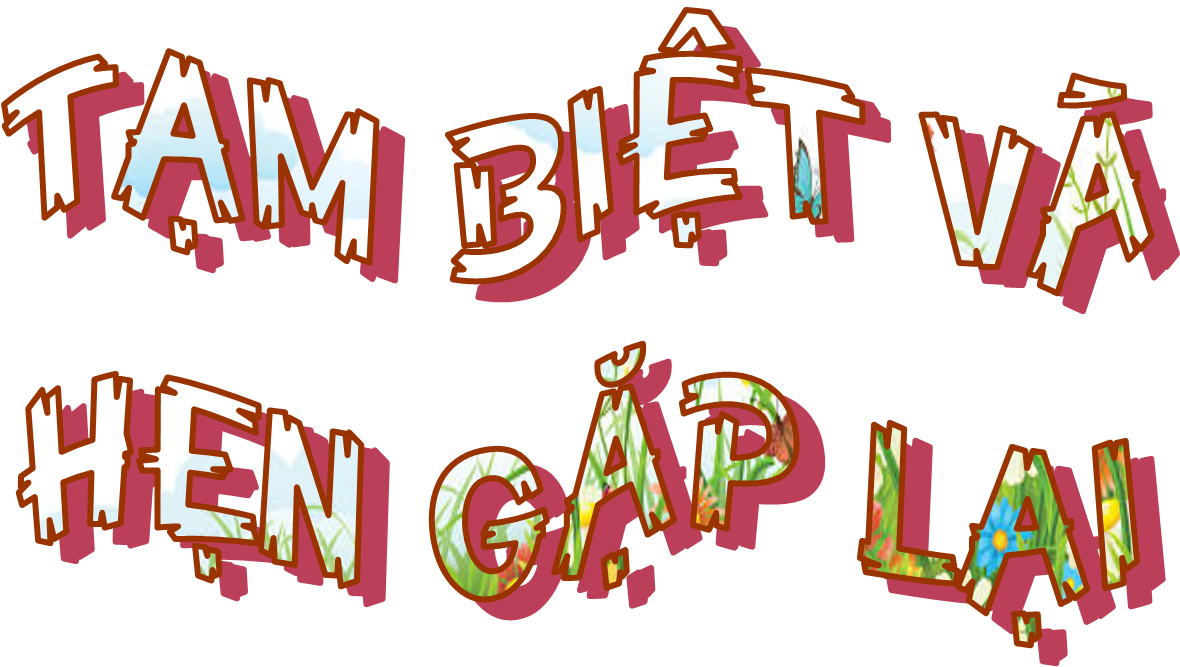 TẠM BIỆT VÀ
HẸN GẶP LẠI